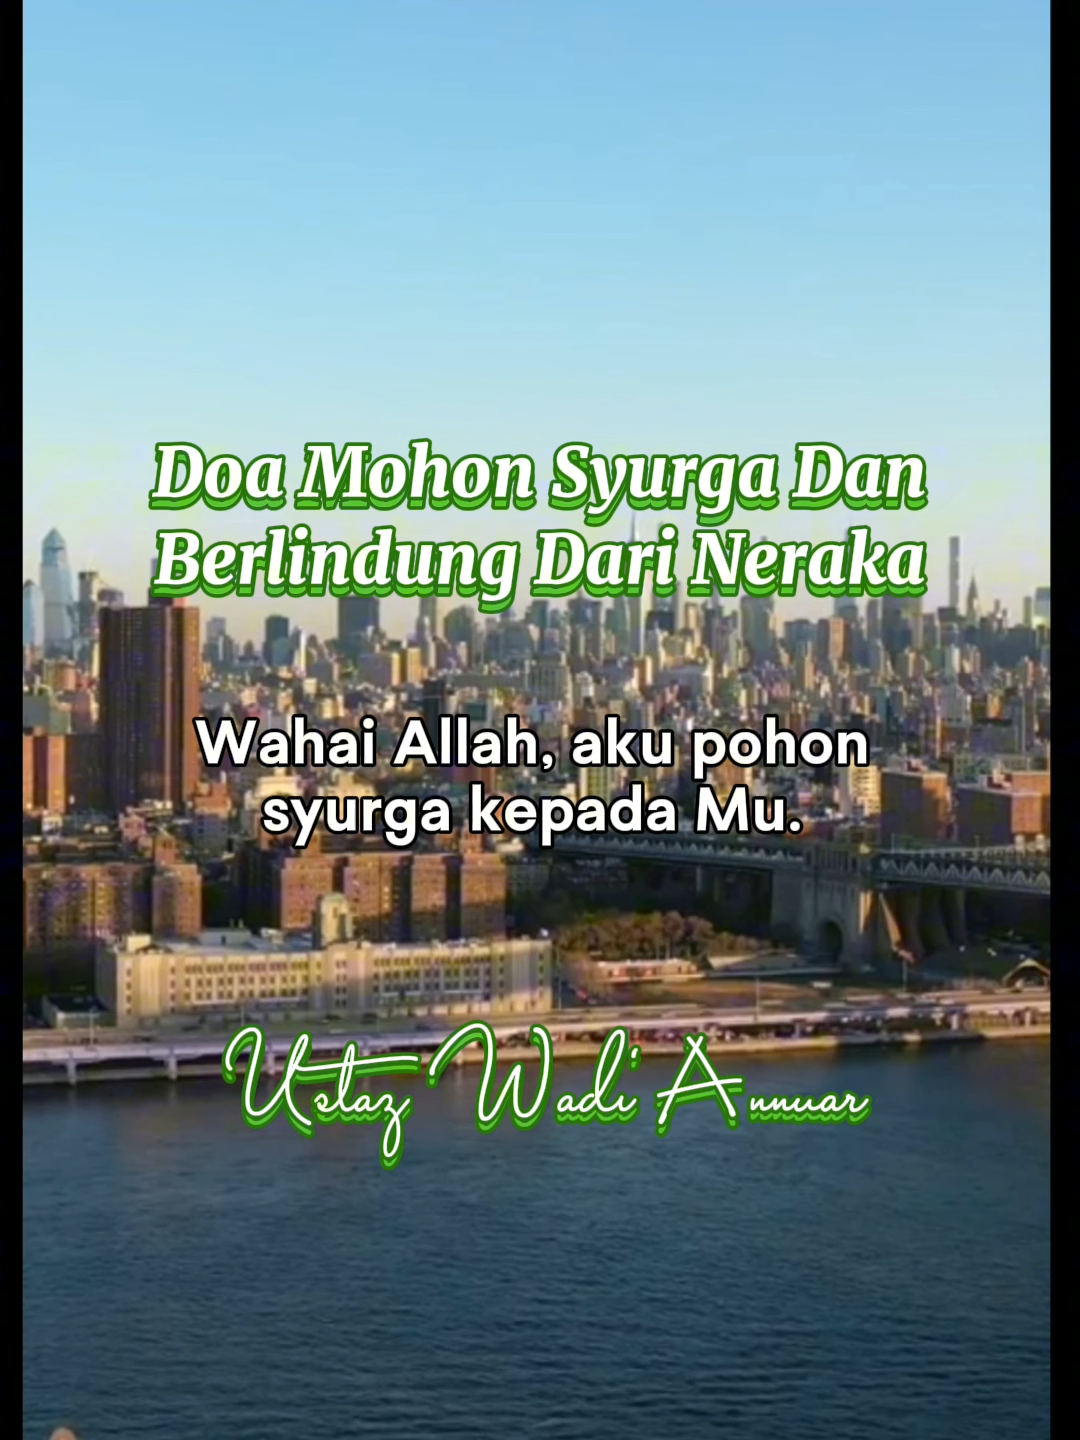 Doa Mohon Syurga Dan
Berlindung Dari Neraka
Wahai Allah, aku pohon
syurga kepada Mu.
Ustaz Wadi Annuar